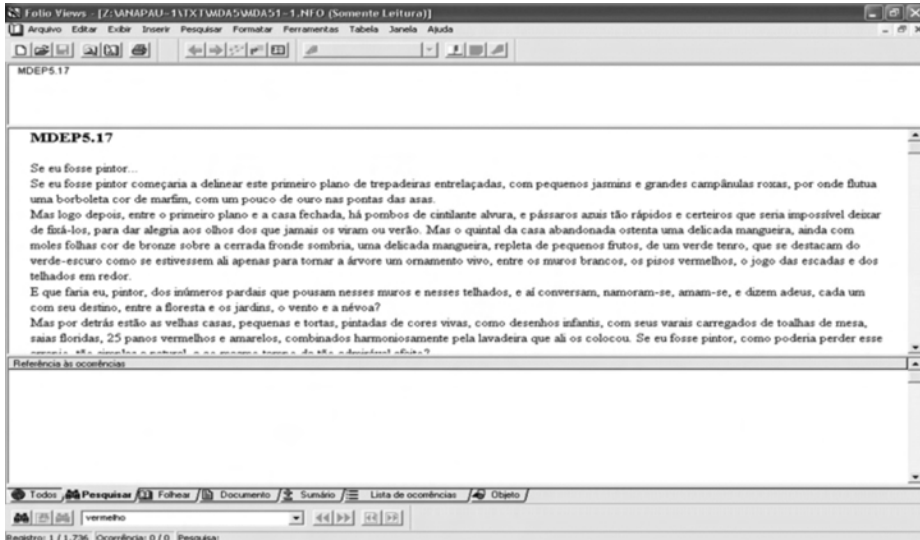 Folio Views - [Z:\ANAPAU~1\TXT\MDA5\MDA51-1.NFO (Somente Leitura)]
Arquivo Editar Exibir Inserir Pesquisar Formatar Ferramentas Tabela Janela Ajuda
MDEP5.17
MDEP5.17
Se eu fosse pintor...
Se eu fosse pintor começaria a delinear este primeiro plano de trepadeiras entrelaçadas, com pequenos jasmins e grandes campânulas roxas, por onde flutua
uma borboleta cor de marfim, com um pouco de ouro nas pontas das asas.
Mas logo depois, entre o primeiro plano e a casa fechada, há pombos de cintilante alvura, e pássaros azuis tão rápidos e certeiros que seria impossível deixar
de fixá-los, para dar alegria aos olhos dos que jamais os viram ou verão. Mas o quintal da casa abandonada ostenta uma delicada mangueira, ainda com
moles folhas cor de bronze sobre a cerrada fronde sombria, uma delicada mangueira, repleta de pequenos frutos, de um verde tenro, que se destacam do
verde-escuro como se estivessem ali apenas para tornar a árvore um ornamento vivo, entre os muros brancos, os pisos vermelhos, o jogo das escadas e dos
telhados em redor.
E que faria eu, pintor, dos inúmeros pardais que pousam nesses muros e nesses telhados, e aí conversam, namoram-se, amam-se, e dizem adeus, cada um
com seu destino, entre a floresta e os jardins, o vento e a névoa?
Mas por detrás estão as velhas casas, pequenas e tortas, pintadas de cores vivas, como desenhos infantis, com seus varais carregados de toalhas de mesa,
saias floridas, 25 panos vermelhos e amarelos, combinados harmoniosamente pela lavadeira que ali os colocou. Se eu fosse pintor, como poderia perder esse
tão simples e natural, e ao mesmo tempo de tão admirável efeito?
Referência às ocorrências
Todos Pesquisar Folhear Documento Sumário Lista de ocorrências Objeto
vermelho
Registro: 1 / 1.736 Ocorrência: 0 / 0 Pesquisa: